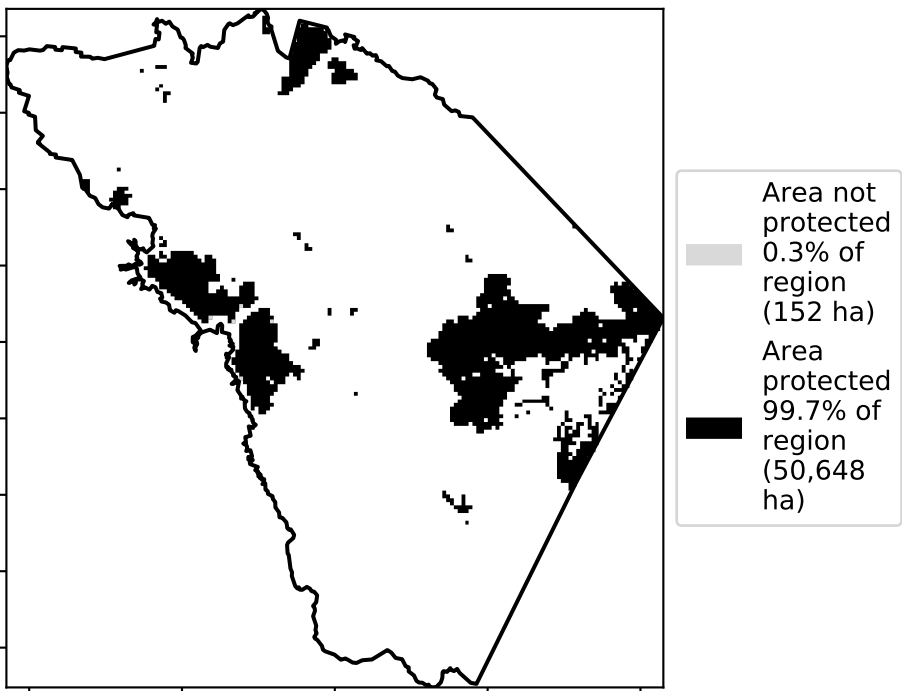 Area not
protected
0.3% of
region
(152 ha)
Area
protected
99.7% of
region
(50,648
ha)